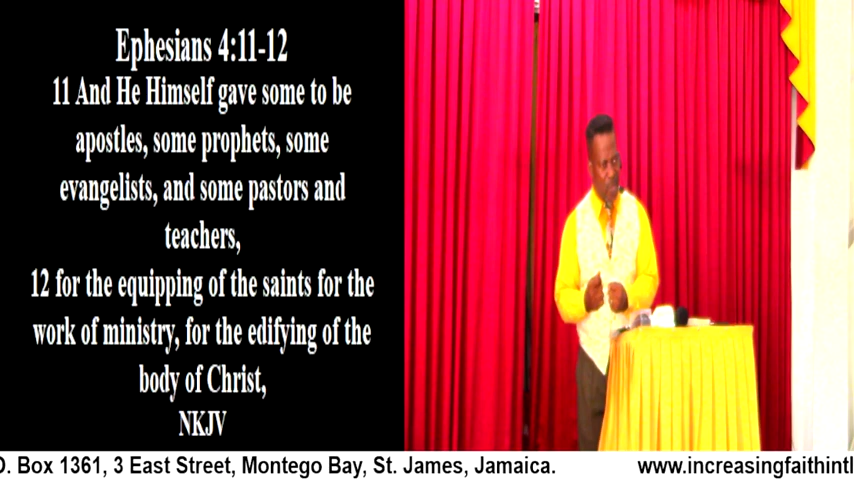 Ephesians 4:11-12
11 And He Himself gave some to be
apostles, some prophets, some
evangelists, and some pastors and
teachers,
12 for the equipping of the saints for the
work of ministry, for the edifying of the
body of Christ,
NKJV
O. Box 1361, 3 East Street, Montego Bay, St. James, Jamaica. www.increasingfaithintl